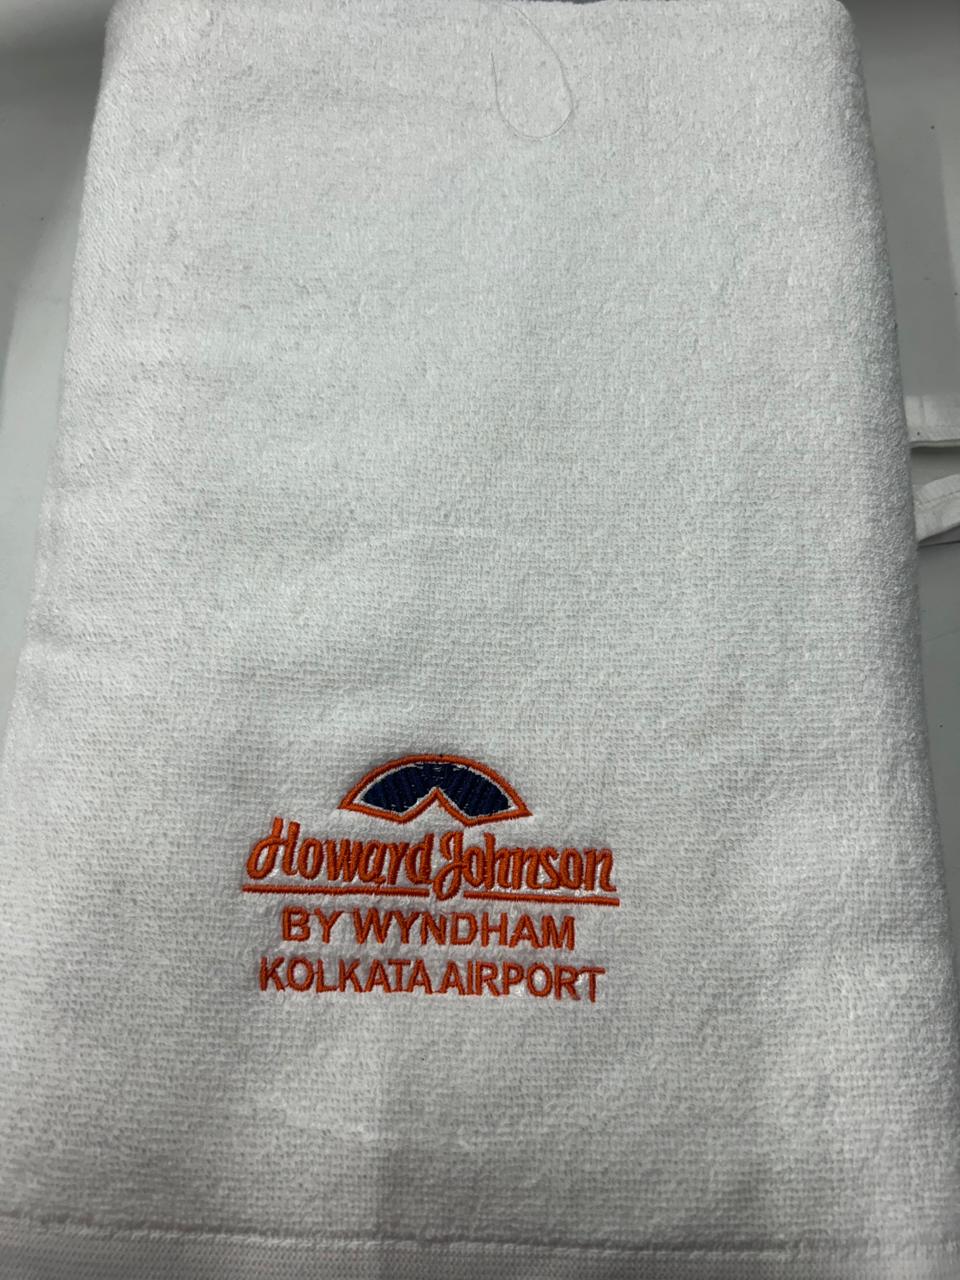 Howard Johnson
BY WYNDHAM
KOLKATA AIRPORT